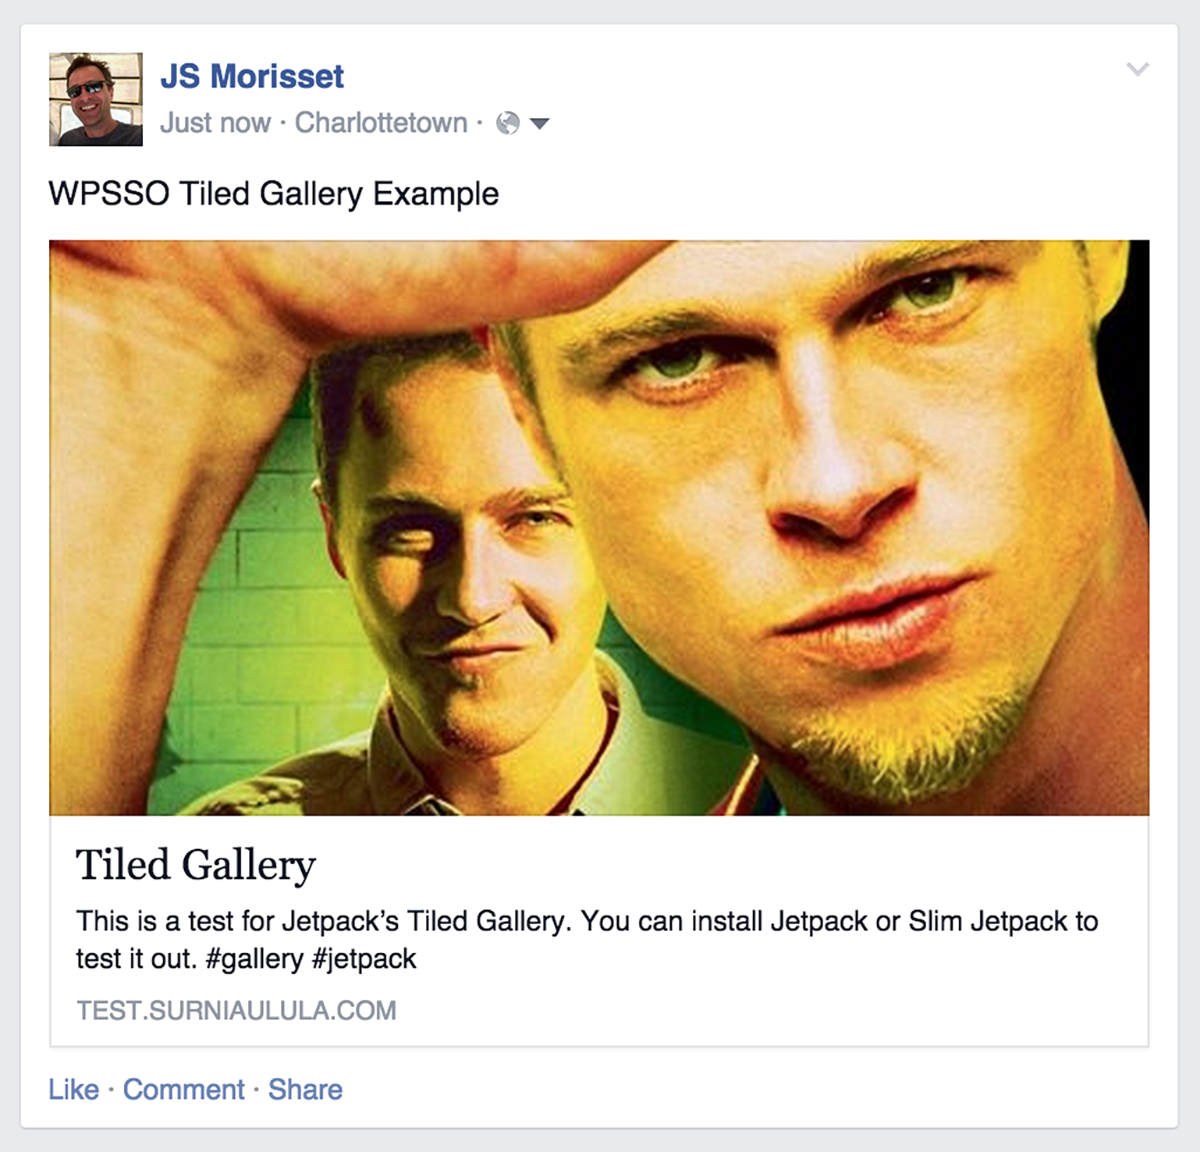 JS Morisset
Just now · Charlottetown ·
WPSSO Tiled Gallery Example
Tiled Gallery
This is a test for Jetpack’s Tiled Gallery. You can install Jetpack or Slim Jetpack to
test it out. #gallery #jetpack
TEST.SURNIAULULA.COM
Like · Comment · Share